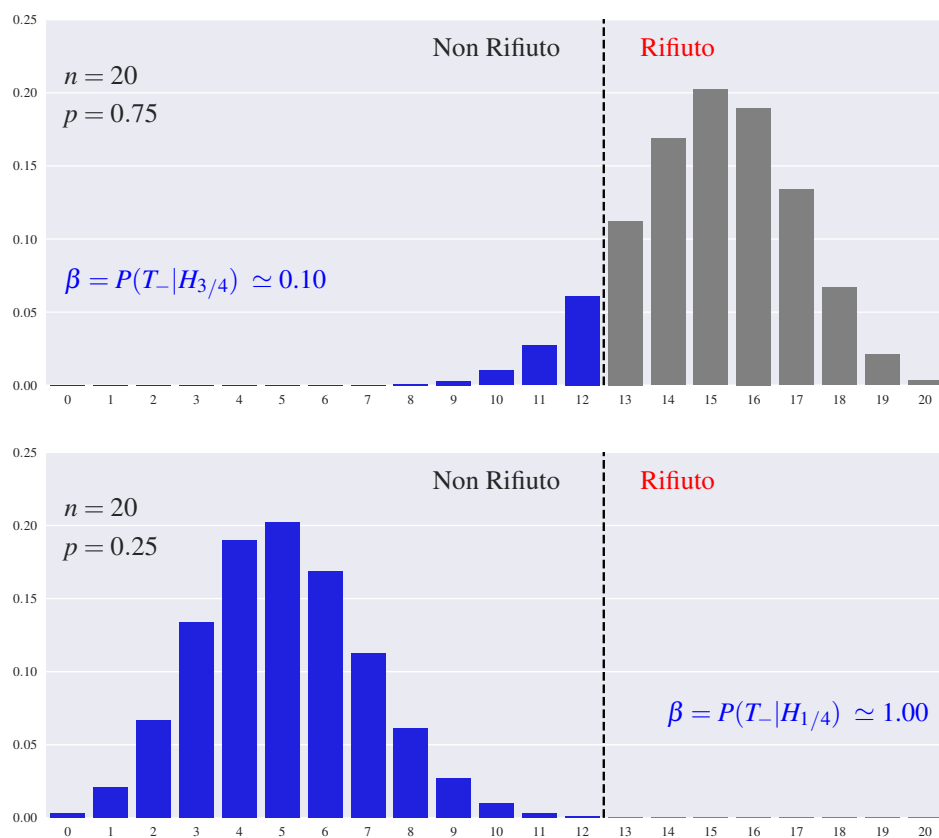 0.25
Non Rifiuto Rifiuto
n = 20
0.20
p = 0.75
0.15
0.10
β = P(T₋|H₃/₄) ≃ 0.10
0.05
0.00
0 1 2 3 4 5 6 7 8 9 10 11 12 13 14 15 16 17 18 19 20
0.25
Non Rifiuto Rifiuto
n = 20
0.20
p = 0.25
0.15
0.10
β = P(T₋|H₁/₄) ≃ 1.00
0.05
0.00
0 1 2 3 4 5 6 7 8 9 10 11 12 13 14 15 16 17 18 19 20